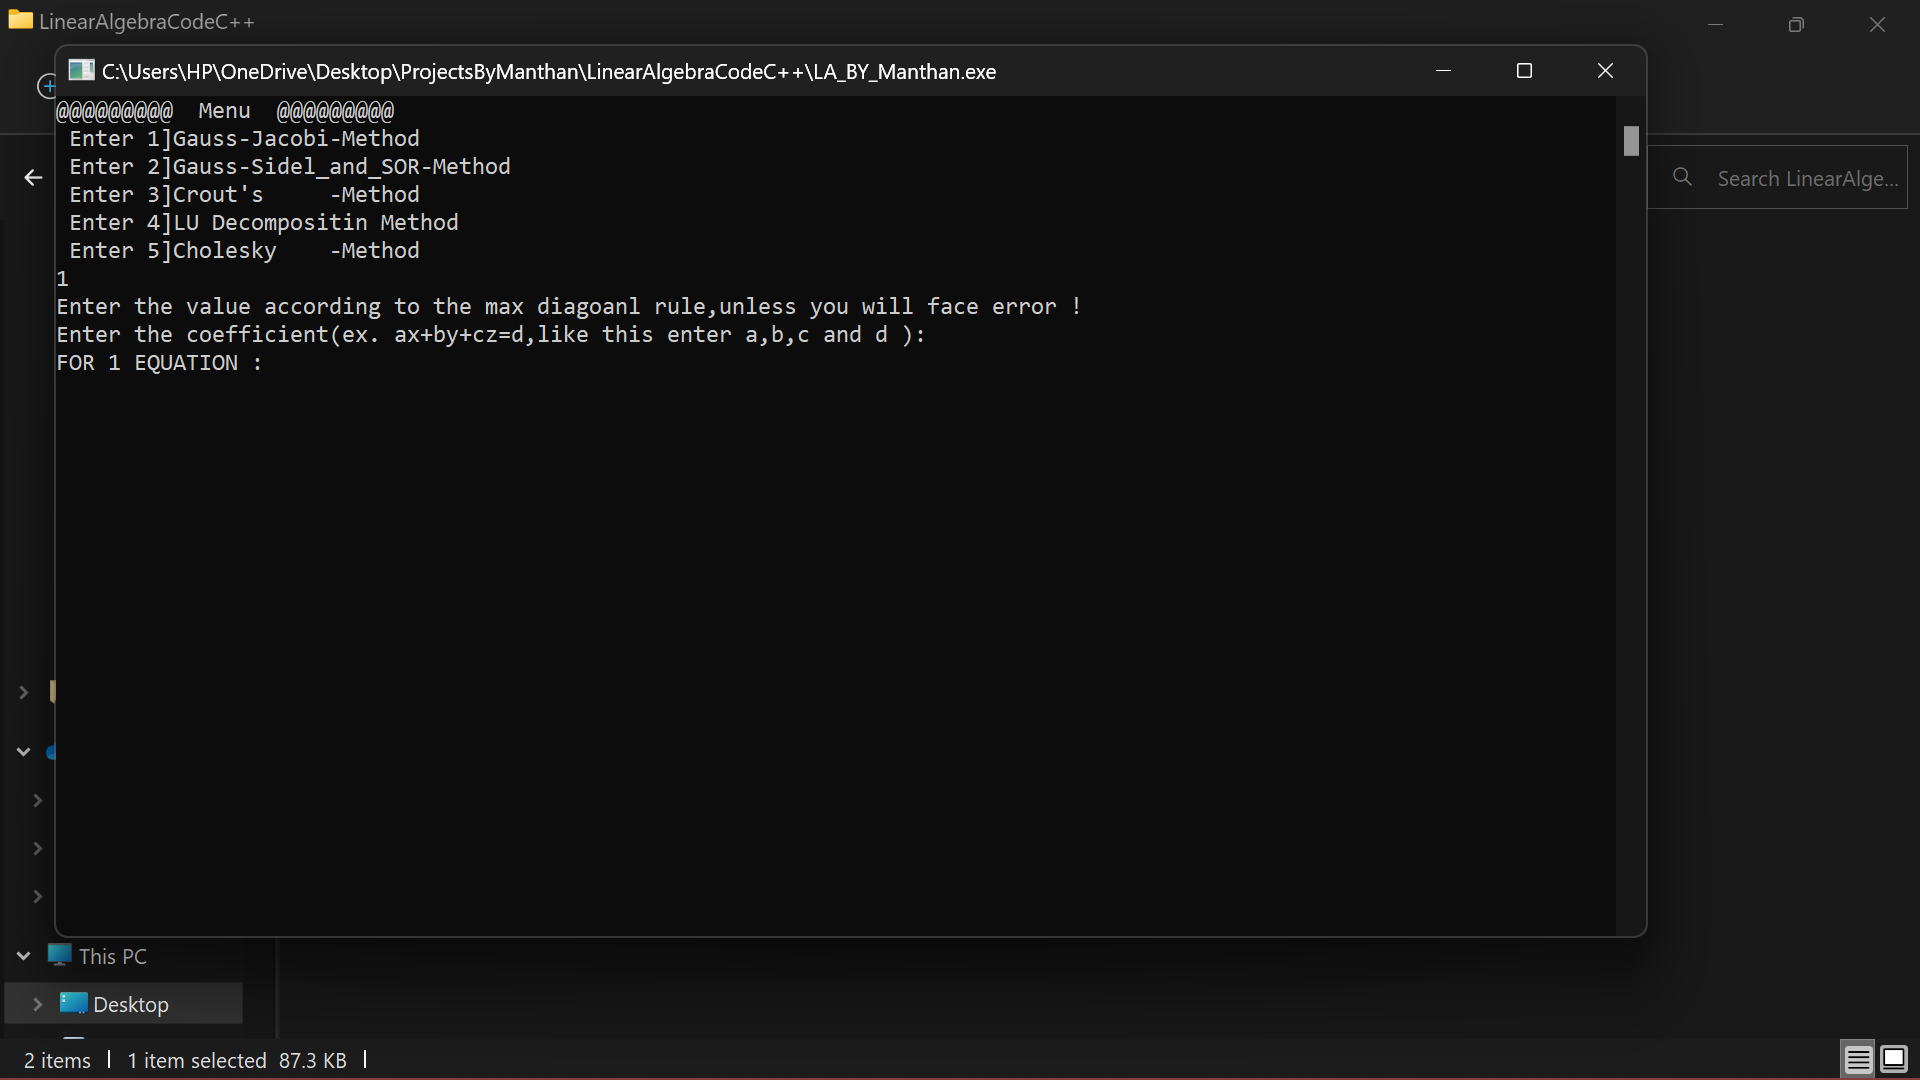 LinearAlgebraCodeC++
C:\Users\HP\OneDrive\Desktop\ProjectsByManthan\LinearAlgebraCodeC++\LA_BY_Manthan.exe
@@@@@@@@@  Menu  @@@@@@@@@
Enter 1]Gauss-Jacobi-Method
Enter 2]Gauss-Sidel_and_SOR-Method
Enter 3]Crout's     -Method
Enter 4]LU Decompositin Method
Enter 5]Cholesky    -Method
1
Enter the value according to the max diagoanl rule,unless you will face error !
Enter the coefficient(ex. ax+by+cz=d,like this enter a,b,c and d ):
FOR 1 EQUATION :
Search LinearAlge...
This PC
Desktop
2 items | 1 item selected 87.3 KB |